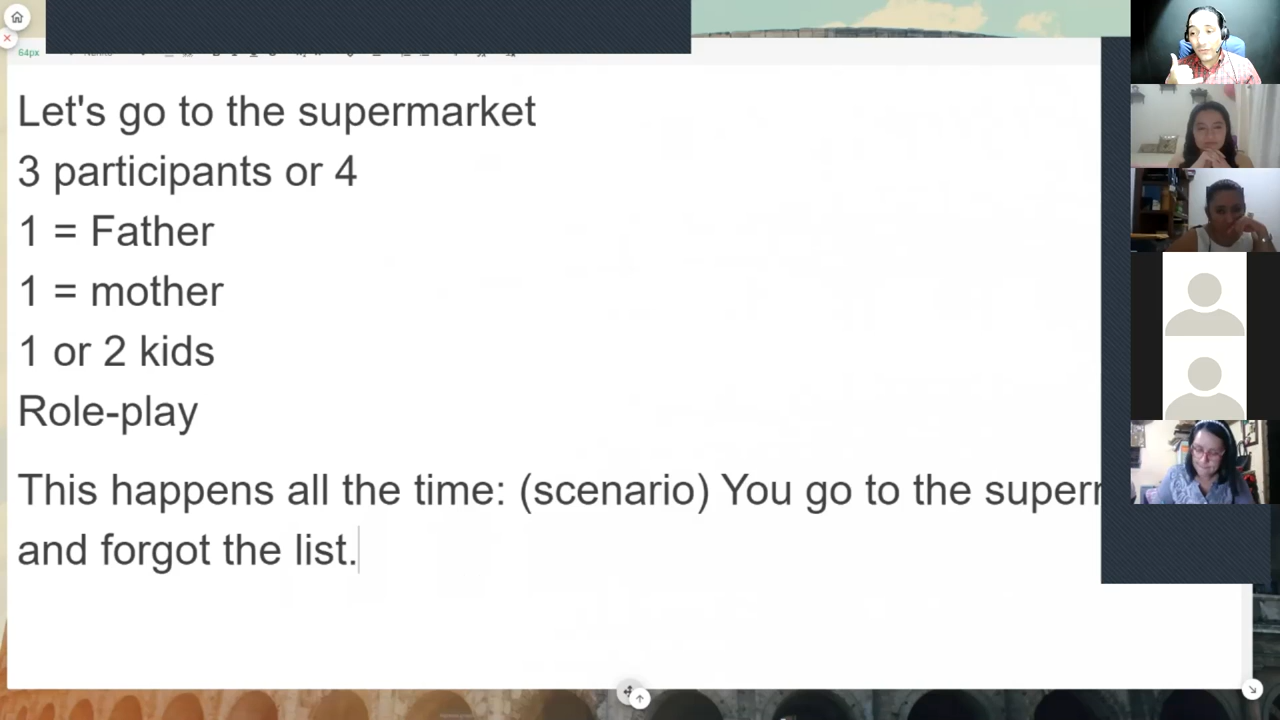 64px
Let's go to the supermarket
3 participants or 4
1 = Father
1 = mother
1 or 2 kids
Role-play
This happens all the time: (scenario) You go to the
and forgot the list.